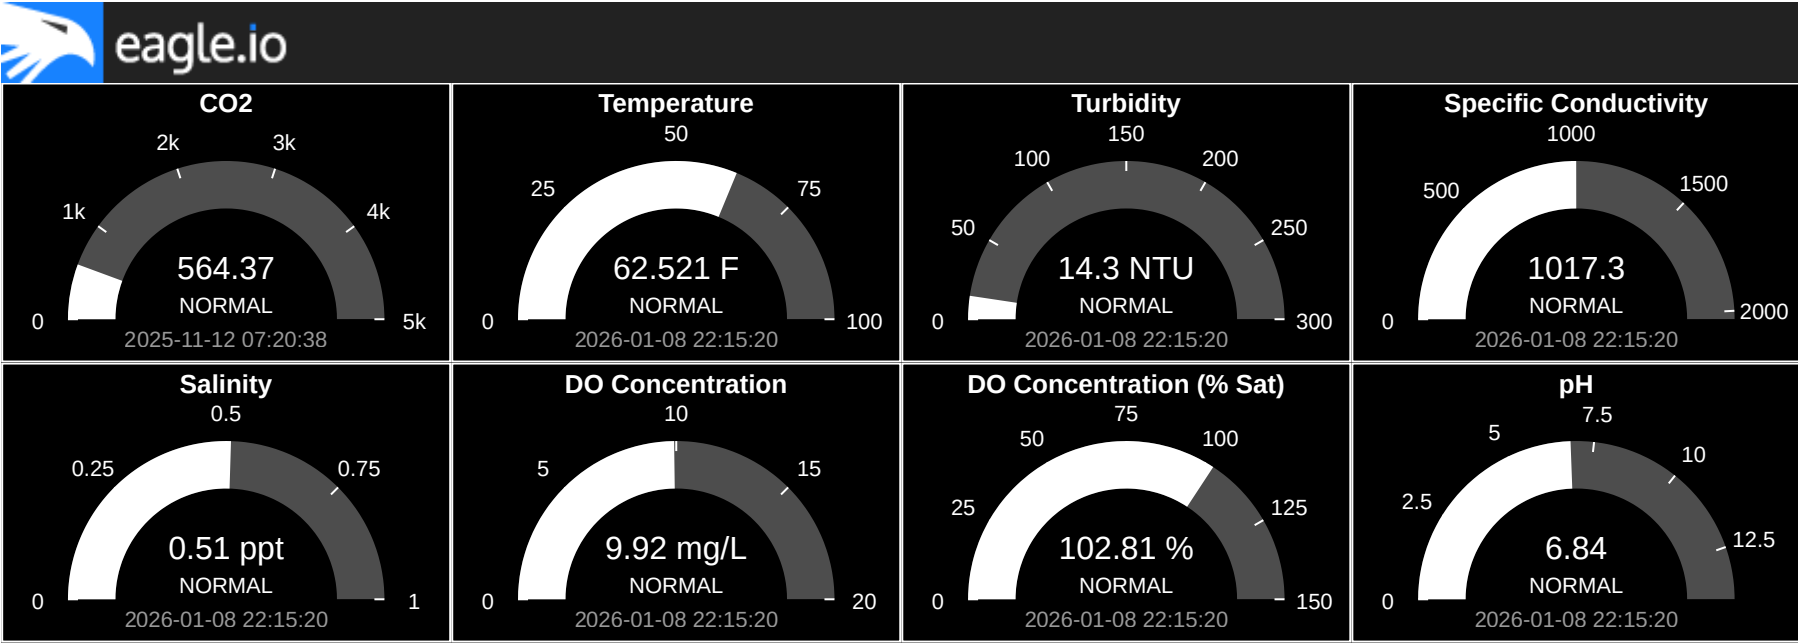 eagle.io
CO2
0
1k
2k
3k
4k
5k
564.37
NORMAL
2025-11-12 07:20:38
Temperature
0
25
50
75
100
62.521 F
NORMAL
2026-01-08 22:15:20
Turbidity
0
50
100
150
200
250
300
14.3 NTU
NORMAL
2026-01-08 22:15:20
Specific Conductivity
0
500
1000
1500
2000
1017.3
NORMAL
2026-01-08 22:15:20
Salinity
0
0.25
0.5
0.75
1
0.51 ppt
NORMAL
2026-01-08 22:15:20
DO Concentration
0
5
10
15
20
9.92 mg/L
NORMAL
2026-01-08 22:15:20
DO Concentration (% Sat)
0
25
50
75
100
125
150
102.81 %
NORMAL
2026-01-08 22:15:20
pH
0
2.5
5
7.5
10
12.5
6.84
NORMAL
2026-01-08 22:15:20